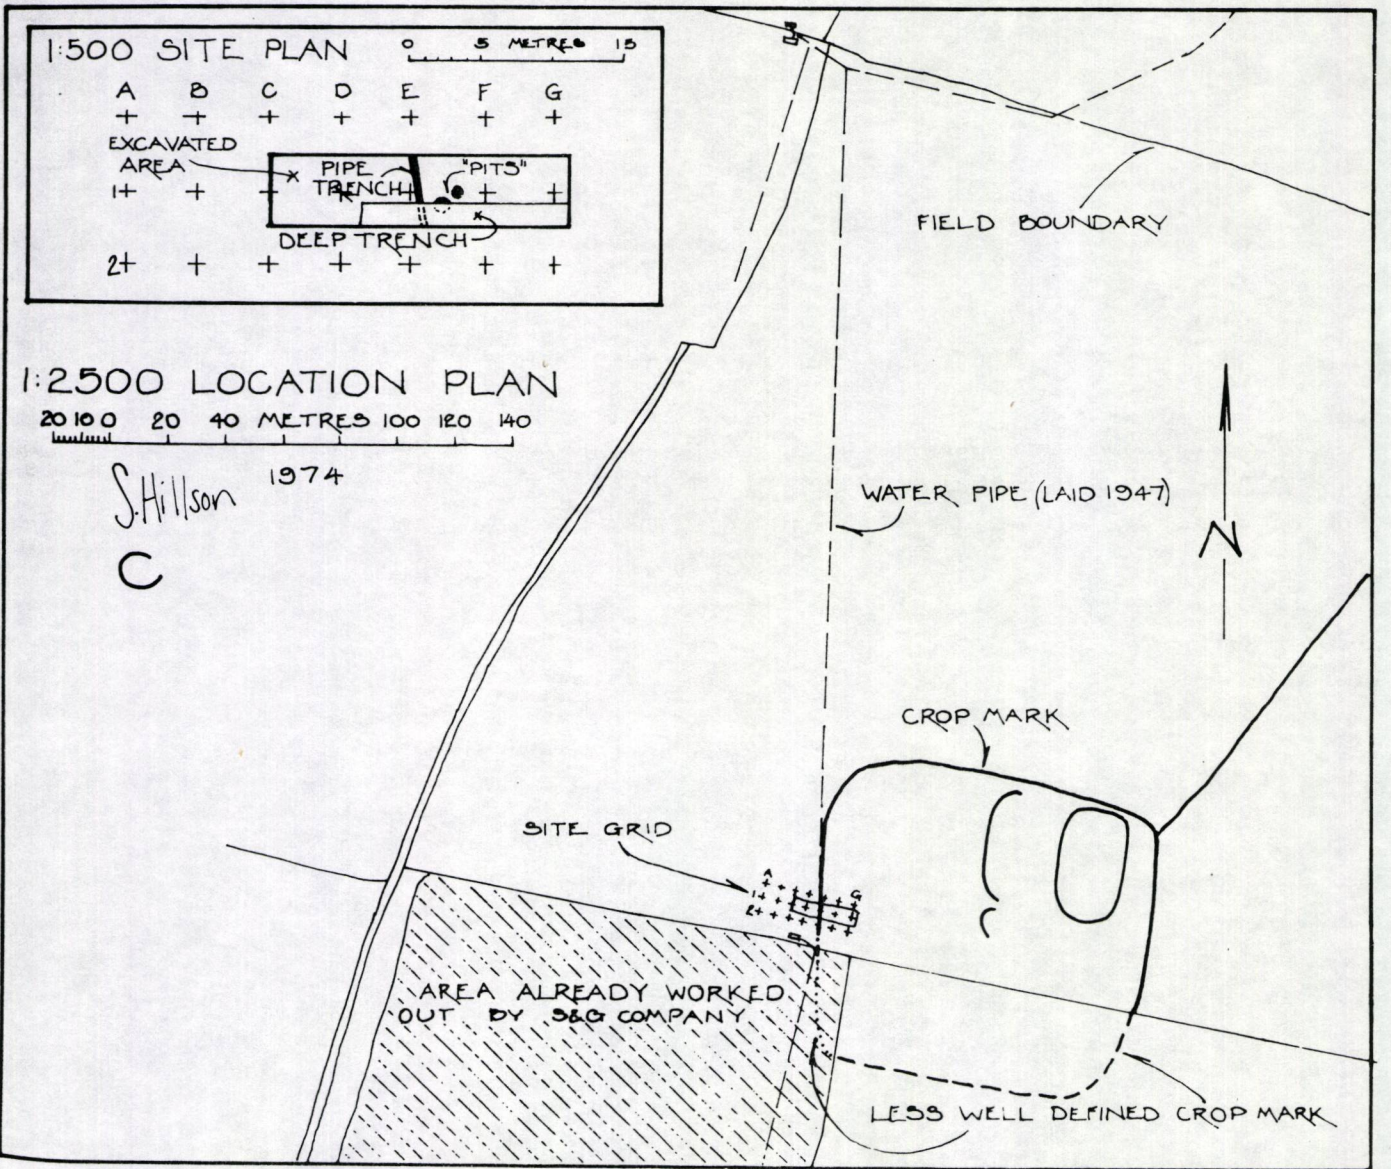 1:500 SITE PLAN
0 5 METRES 15
A B C D E F G
EXCAVATED
AREA
PIPE
TRENCH
"PITS"
1
DEEP TRENCH
2
1:2500 LOCATION PLAN
20 10 0 20 40 METRES 100 120 140
1974
S.Hillson
C
FIELD BOUNDARY
WATER PIPE (LAID 1947)
N
CROP MARK
SITE GRID
A
1
2
AREA ALREADY WORKED
OUT BY S&G COMPANY
LESS WELL DEFINED CROP MARK